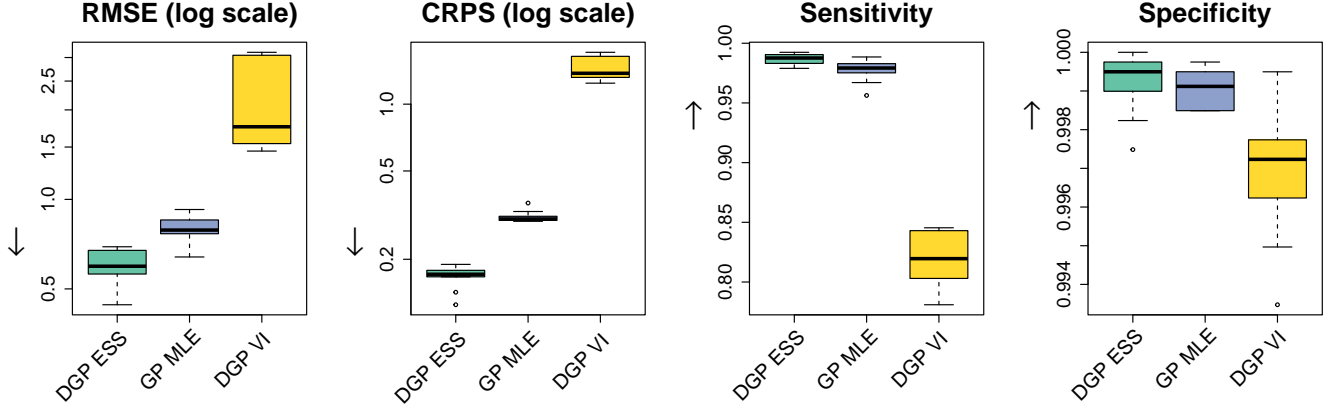 RMSE (log scale)
2.5
1.5
1.0
0.5
↓
DGP ESS
GP MLE
DGP VI
CRPS (log scale)
1.0
0.5
0.2
↓
DGP ESS
GP MLE
DGP VI
Sensitivity
1.00
0.95
0.90
0.85
0.80
↑
DGP ESS
GP MLE
DGP VI
Specificity
1.000
0.998
0.996
0.994
↑
DGP ESS
GP MLE
DGP VI